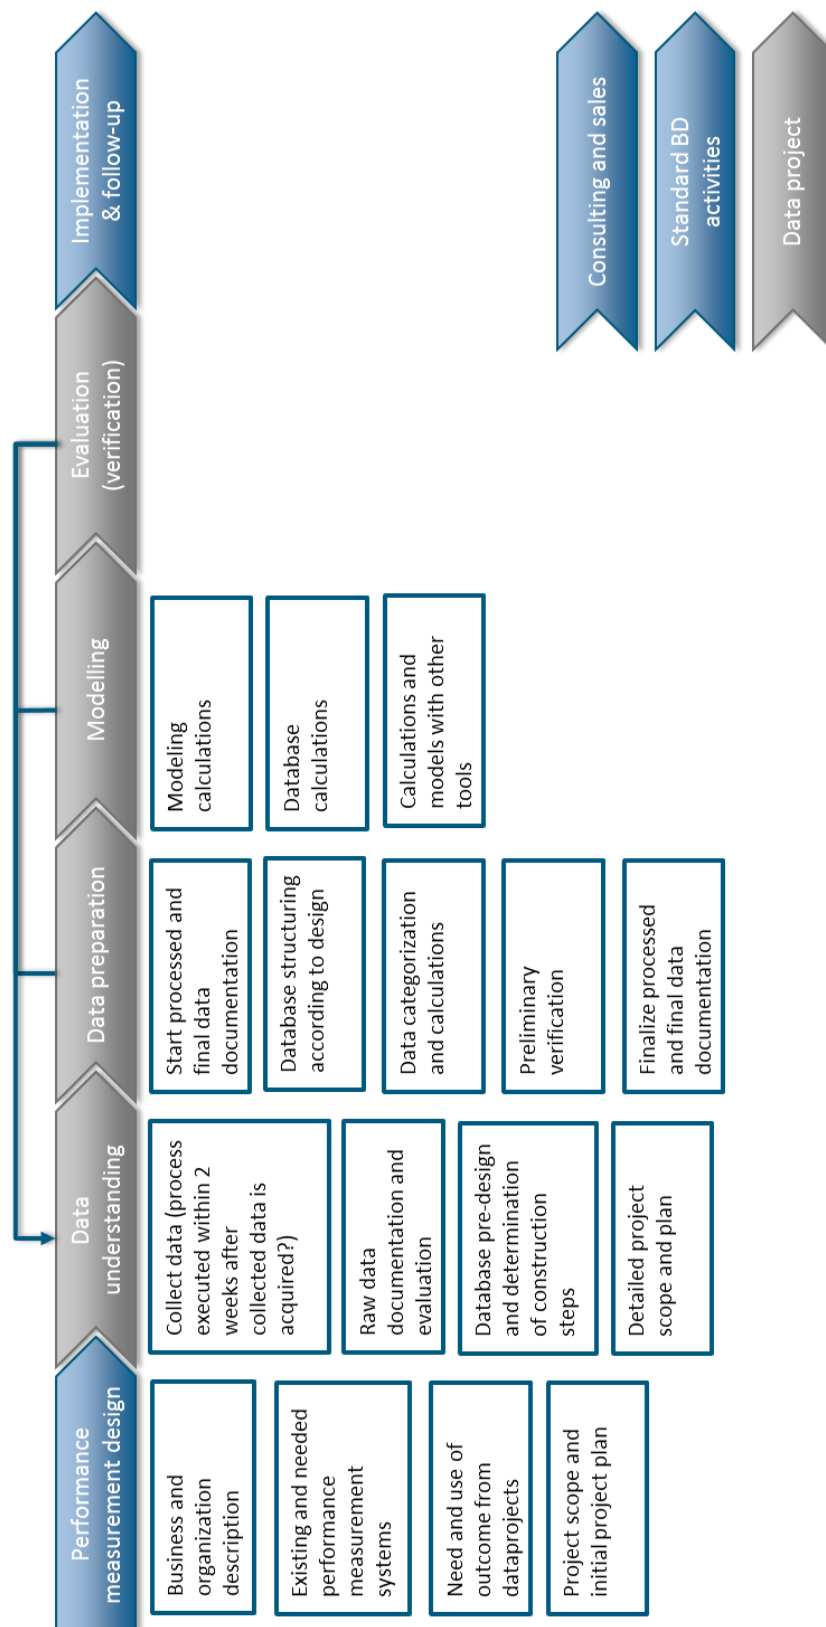 Performance
measurement design
Data
understanding
Data preparation
Modelling
Evaluation
(verification)
Implementation
& follow-up
Business and
organization
description
Existing and needed
performance
measurement
systems
Need and use of
outcome from
dataprojects
Project scope and
initial project plan
Collect data (process
executed within 2
weeks after
collected data is
acquired?)
Raw data
documentation and
evaluation
Database pre-design
and determination
of construction
steps
Detailed project
scope and plan
Start processed and
final data
documentation
Database structuring
according to design
Data categorization
and calculations
Preliminary
verification
Finalize processed
and final data
documentation
Modeling
calculations
Database
calculations
Calculations and
models with other
tools
Consulting and sales
Standard BD
activities
Data project